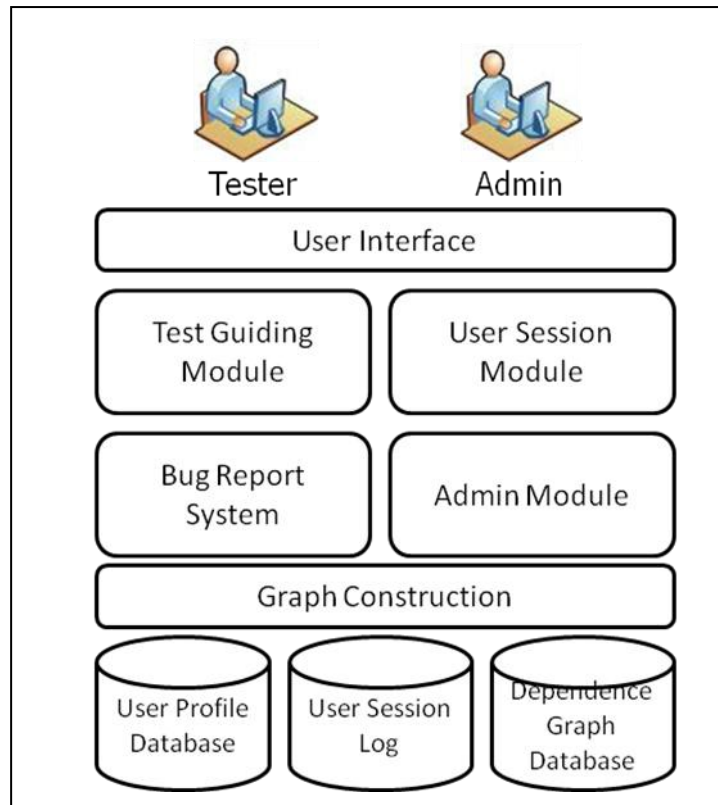 Tester
Admin
User Interface
Test Guiding
Module
User Session
Module
Bug Report
System
Admin Module
Graph Construction
User Profile
Database
User Session
Log
Dependence
Graph
Database